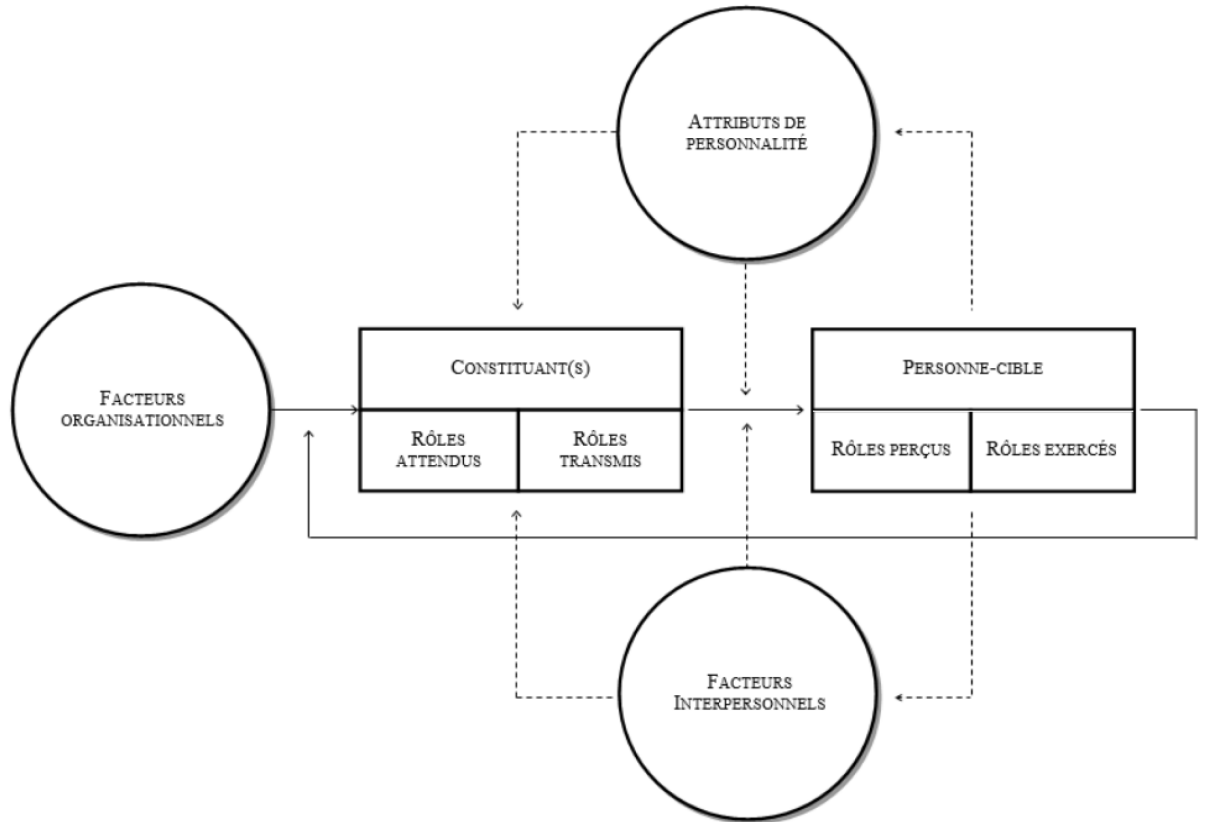 ATTRIBUTS DE
PERSONNALITÉ
FACTEURS
ORGANISATIONNELS
CONSTITUANT(S)
RÔLES
ATTENDUS
RÔLES
TRANSMIS
PERSONNE-CIBLE
RÔLES PERÇUS
RÔLES EXERCÉS
FACTEURS
INTERPERSONNELS